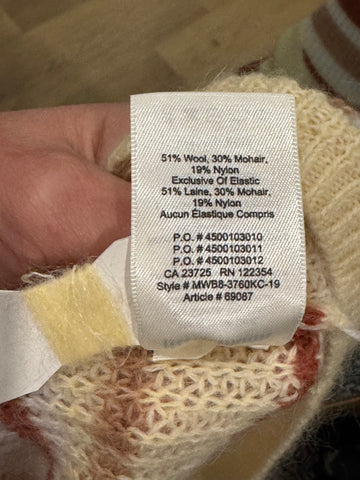 51% Wool, 30% Mohair,
19% Nylon
Exclusive Of Elastic
51% Laine, 30% Mohair,
19% Nylon
Aucun Élastique Compris
P.O. # 4500103010
P.O. # 4500103011
P.O. # 4500103012
CA 23725 RN 122354
Style # MWB8-3760KC-19
Article # 69087